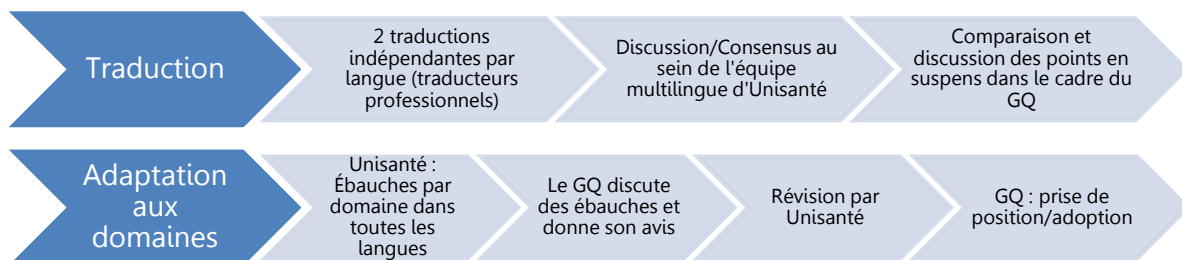 Traduction
2 traductions
indépendantes par
langue (traducteurs
professionnels)
Discussion/Consensus au
sein de l'équipe
multilingue d'Unisanté
Comparaison et
discussion des points en
suspens dans le cadre du
GQ
Adaptation
aux
domaines
Unisanté :
Ébauches par
domaine dans
toutes les
langues
Le GQ discute
des ébauches et
donne son avis
Révision par
Unisanté
GQ : prise de
position/adoption